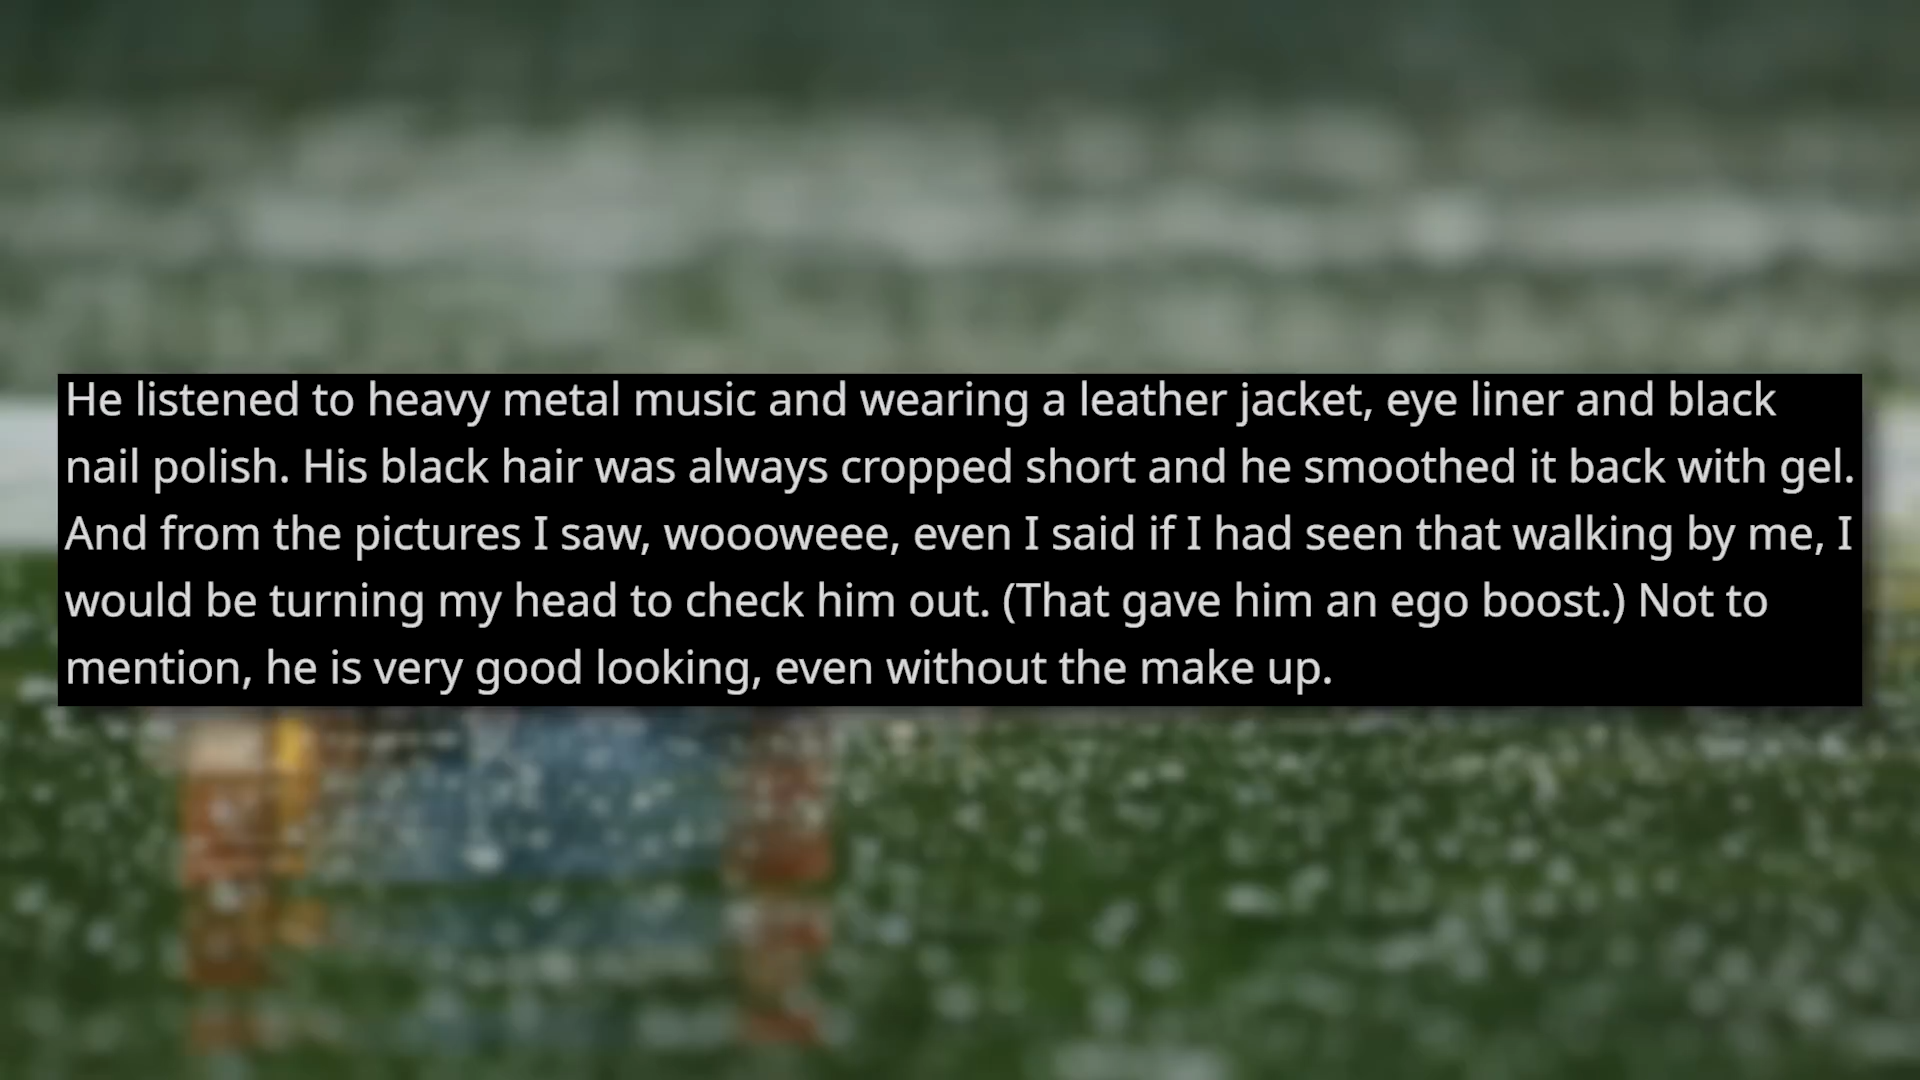 He listened to heavy metal music and wearing a leather jacket, eye liner and black
nail polish. His black hair was always cropped short and he smoothed it back with gel.
And from the pictures I saw, woooweee, even I said if I had seen that walking by me, I
would be turning my head to check him out. (That gave him an ego boost.) Not to
mention, he is very good looking, even without the make up.